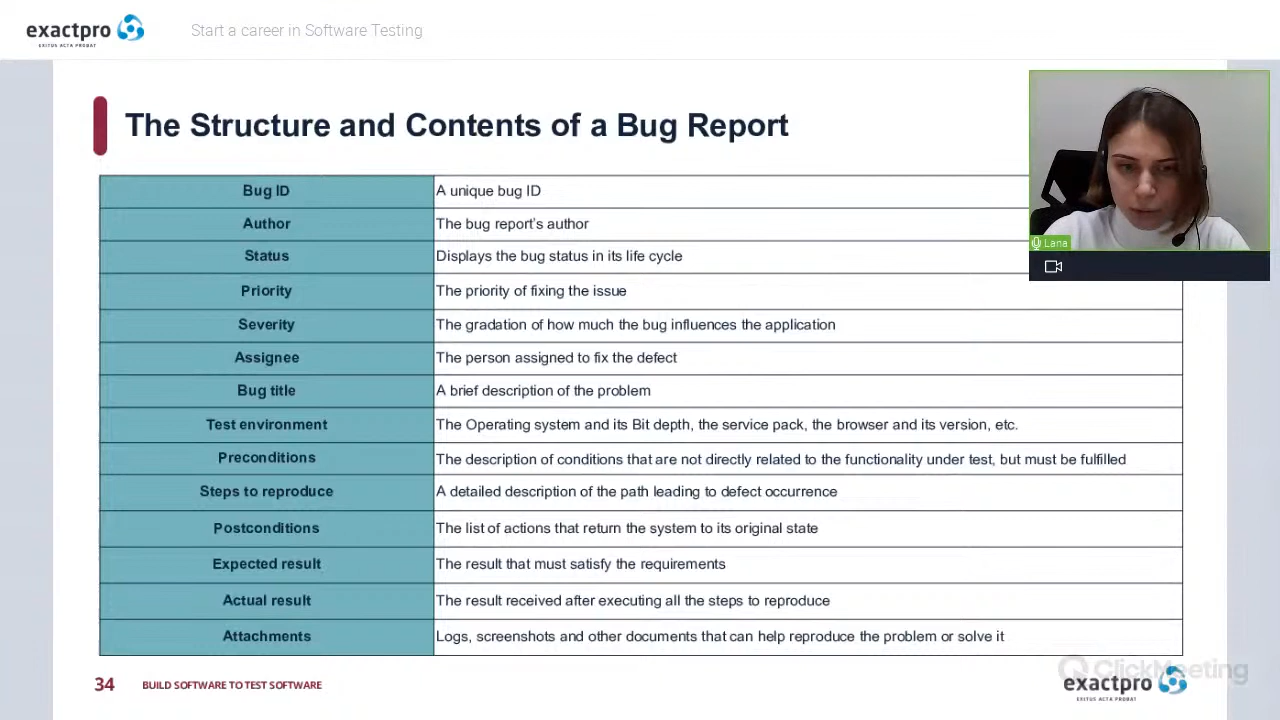 exactpro
EXITUS ACTA PROBAT
Start a career in Software Testing
The Structure and Contents of a Bug Report
Bug ID A unique bug ID
Author The bug report's author
Status Displays the bug status in its life cycle
Priority The priority of fixing the issue
Severity The gradation of how much the bug influences the application
Assignee The person assigned to fix the defect
Bug title A brief description of the problem
Test environment The Operating system and its Bit depth, the service pack, the browser and its version, etc.
Preconditions The description of conditions that are not directly related to the functionality under test, but must be fulfilled
Steps to reproduce A detailed description of the path leading to defect occurrence
Postconditions The list of actions that return the system to its original state
Expected result The result that must satisfy the requirements
Actual result The result received after executing all the steps to reproduce
Attachments Logs, screenshots and other documents that can help reproduce the problem or solve it
Lana
34 BUILD SOFTWARE TO TEST SOFTWARE
ClickMeeting
exactpro
EXITUS ACTA PROBAT